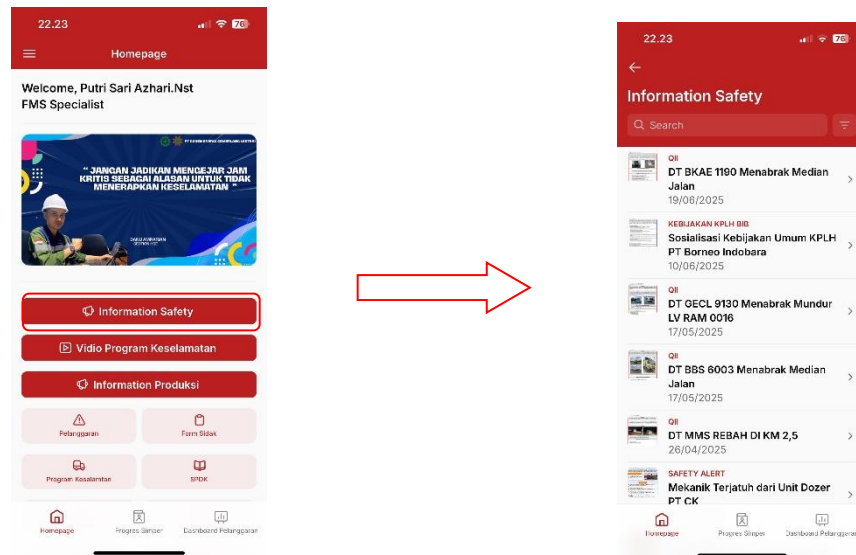 22.23
76
Homepage
Welcome, Putri Sari Azhari.Nst
FMS Specialist
" JANGAN JADIKAN MENGEJAR JAM
KRITIS SEBAGAI ALASAN UNTUK TIDAK
MENERAPKAN KESELAMATAN "
Information Safety
Vidio Program Keselamatan
Information Produksi
Pelanggaran
Form Sidak
Program Kesalamtan
SPDK
Homepage
Progres Simper
Dashboard Pelanggaran
22.23
76
Information Safety
Search
QII
DT BKAE 1190 Menabrak Median
Jalan
19/06/2025
KEBIJAKAN KPLH BIB
Sosialisasi Kebijakan Umum KPLH
PT Borneo Indobara
10/06/2025
QII
DT GECL 9130 Menabrak Mundur
LV RAM 0016
17/05/2025
QII
DT BBS 6003 Menabrak Median
Jalan
17/05/2025
QII
DT MMS REBAH DI KM 2,5
26/04/2025
SAFETY ALERT
Mekanik Terjatuh dari Unit Dozer
PT CK
Homepage
Progres Simper
Dashboard Pelanggara